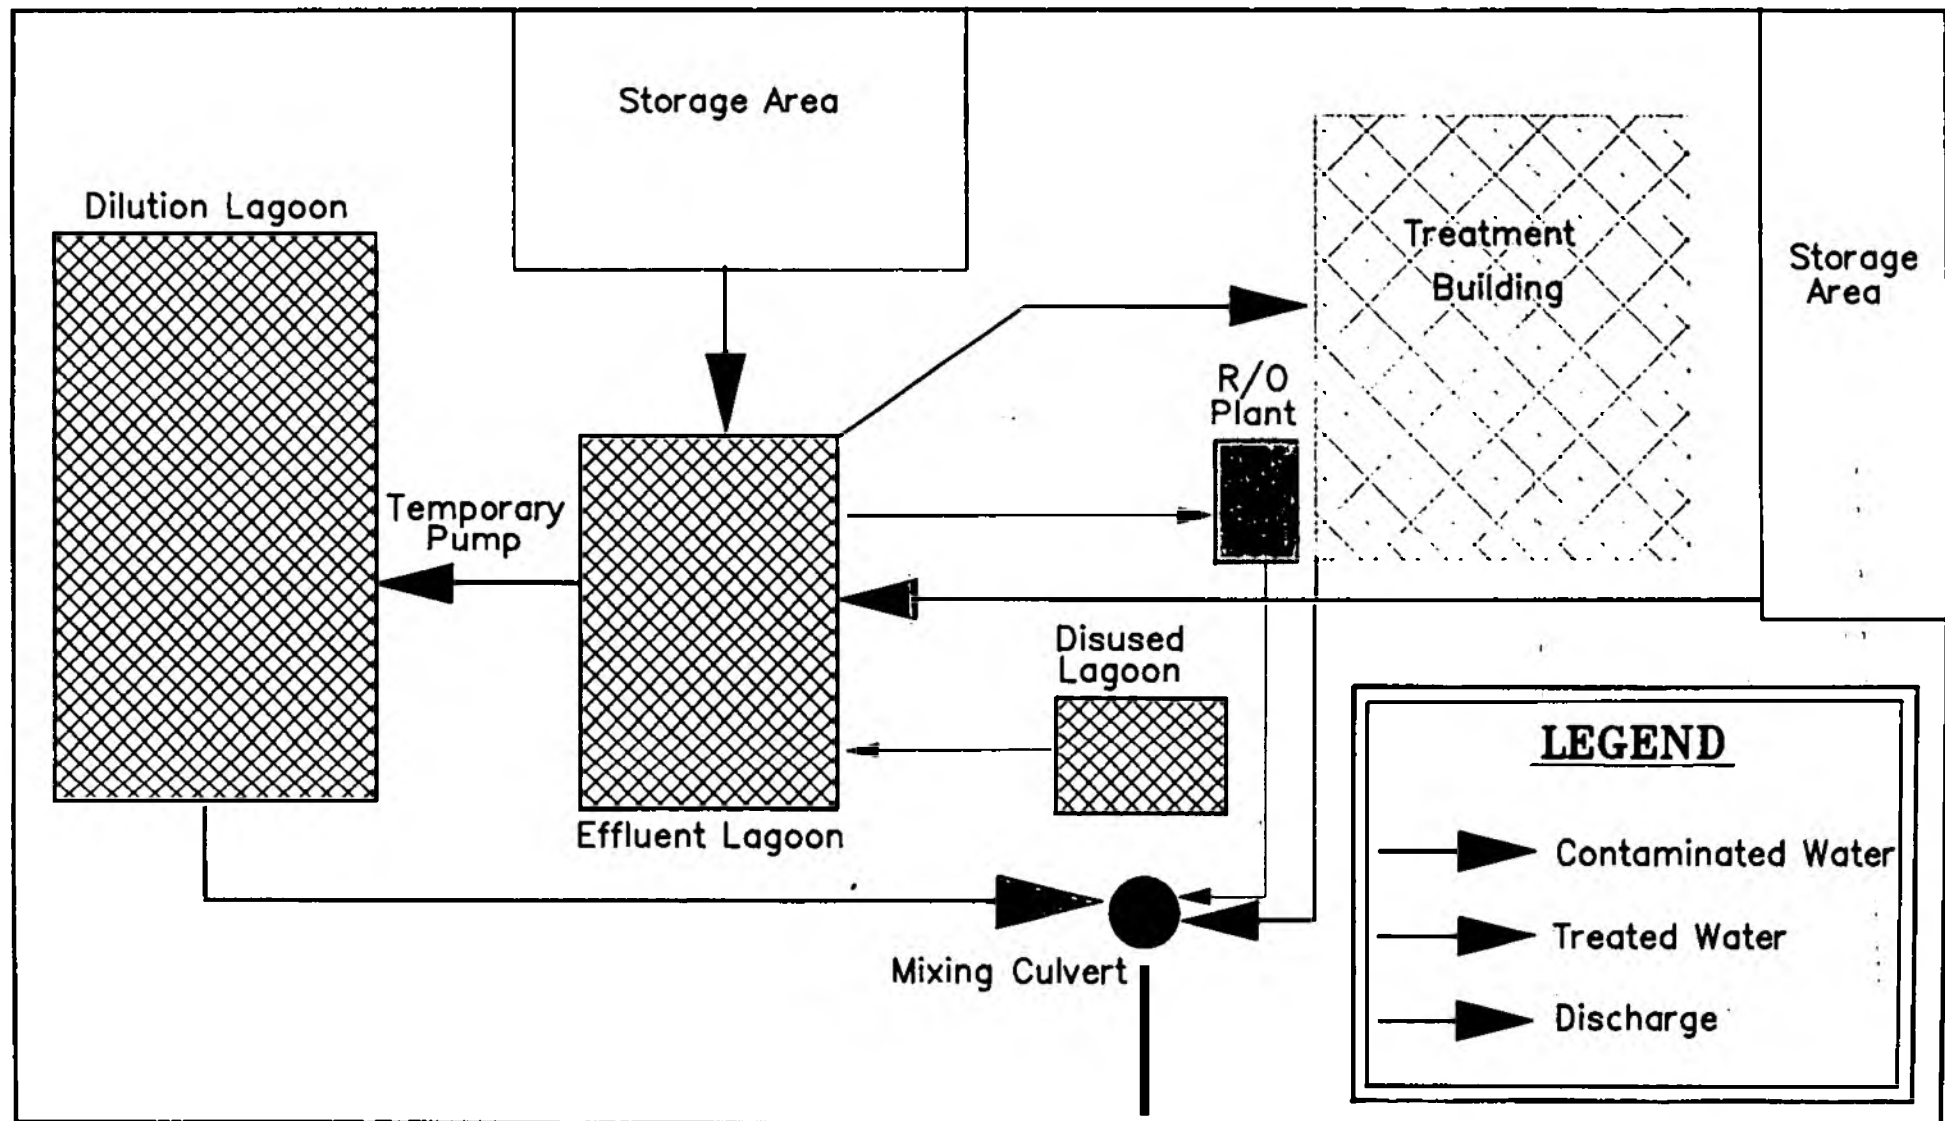 Storage Area
Dilution Lagoon
Treatment
Building
Storage
Area
R/O
Plant
Temporary
Pump
Disused
Lagoon
Effluent Lagoon
Mixing Culvert
LEGEND
Contaminated Water
Treated Water
Discharge